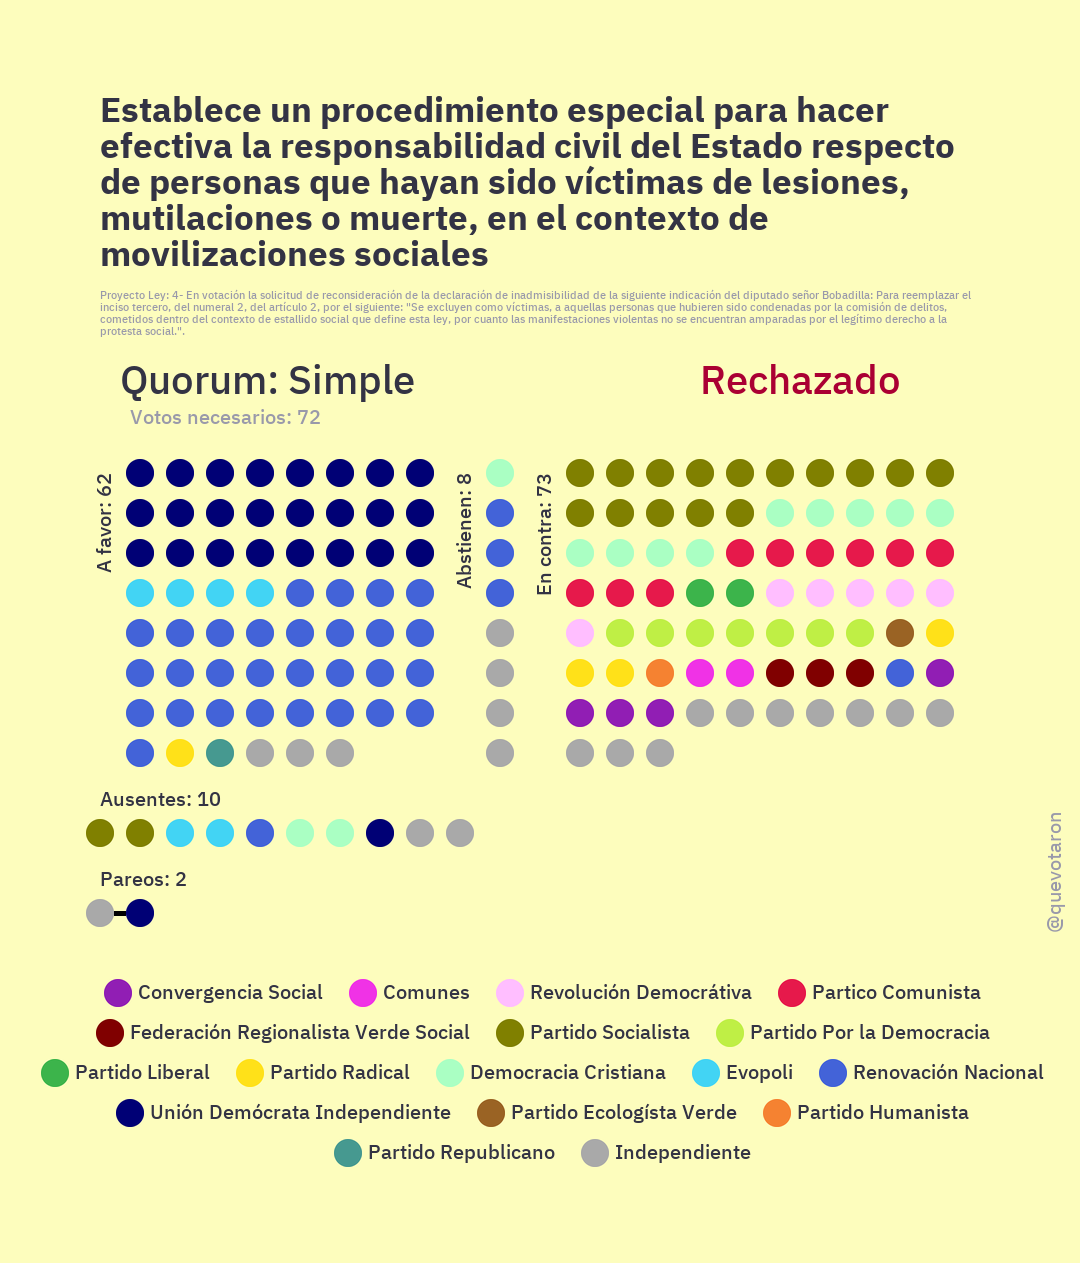 Establece un procedimiento especial para hacer
efectiva la responsabilidad civil del Estado respecto
de personas que hayan sido víctimas de lesiones,
mutilaciones o muerte, en el contexto de
movilizaciones sociales
Proyecto Ley: 4- En votación la solicitud de reconsideración de la declaración de inadmisibilidad de la siguiente indicación del diputado señor Bobadilla: Para reemplazar el
inciso tercero, del numeral 2, del artículo 2, por el siguiente: "Se excluyen como víctimas, a aquellas personas que hubieren sido condenadas por la comisión de delitos,
cometidos dentro del contexto de estallido social que define esta ley, por cuanto las manifestaciones violentas no se encuentran amparadas por el legítimo derecho a la
protesta social.".
Quorum: Simple
Rechazado
Votos necesarios: 72
A favor: 62
Abstienen: 8
En contra: 73
Ausentes: 10
Pareos: 2
@quevotaron
Convergencia Social Comunes Revolución Democrátiva Partico Comunista
Federación Regionalista Verde Social Partido Socialista Partido Por la Democracia
Partido Liberal Partido Radical Democracia Cristiana Evopoli Renovación Nacional
Unión Demócrata Independiente Partido Ecologísta Verde Partido Humanista
Partido Republicano Independiente